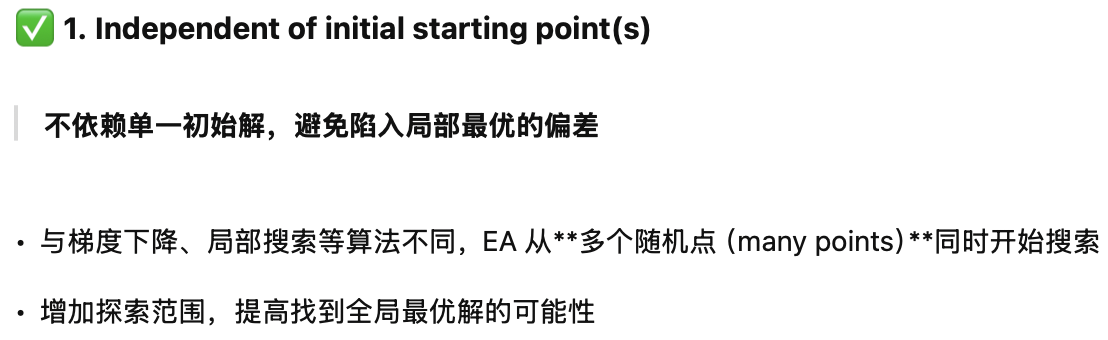 ✅ 1. Independent of initial starting point(s)
不依赖单一初始解，避免陷入局部最优的偏差
• 与梯度下降、局部搜索等算法不同，EA 从**多个随机点 (many points)**同时开始搜索
• 增加探索范围，提高找到全局最优解的可能性